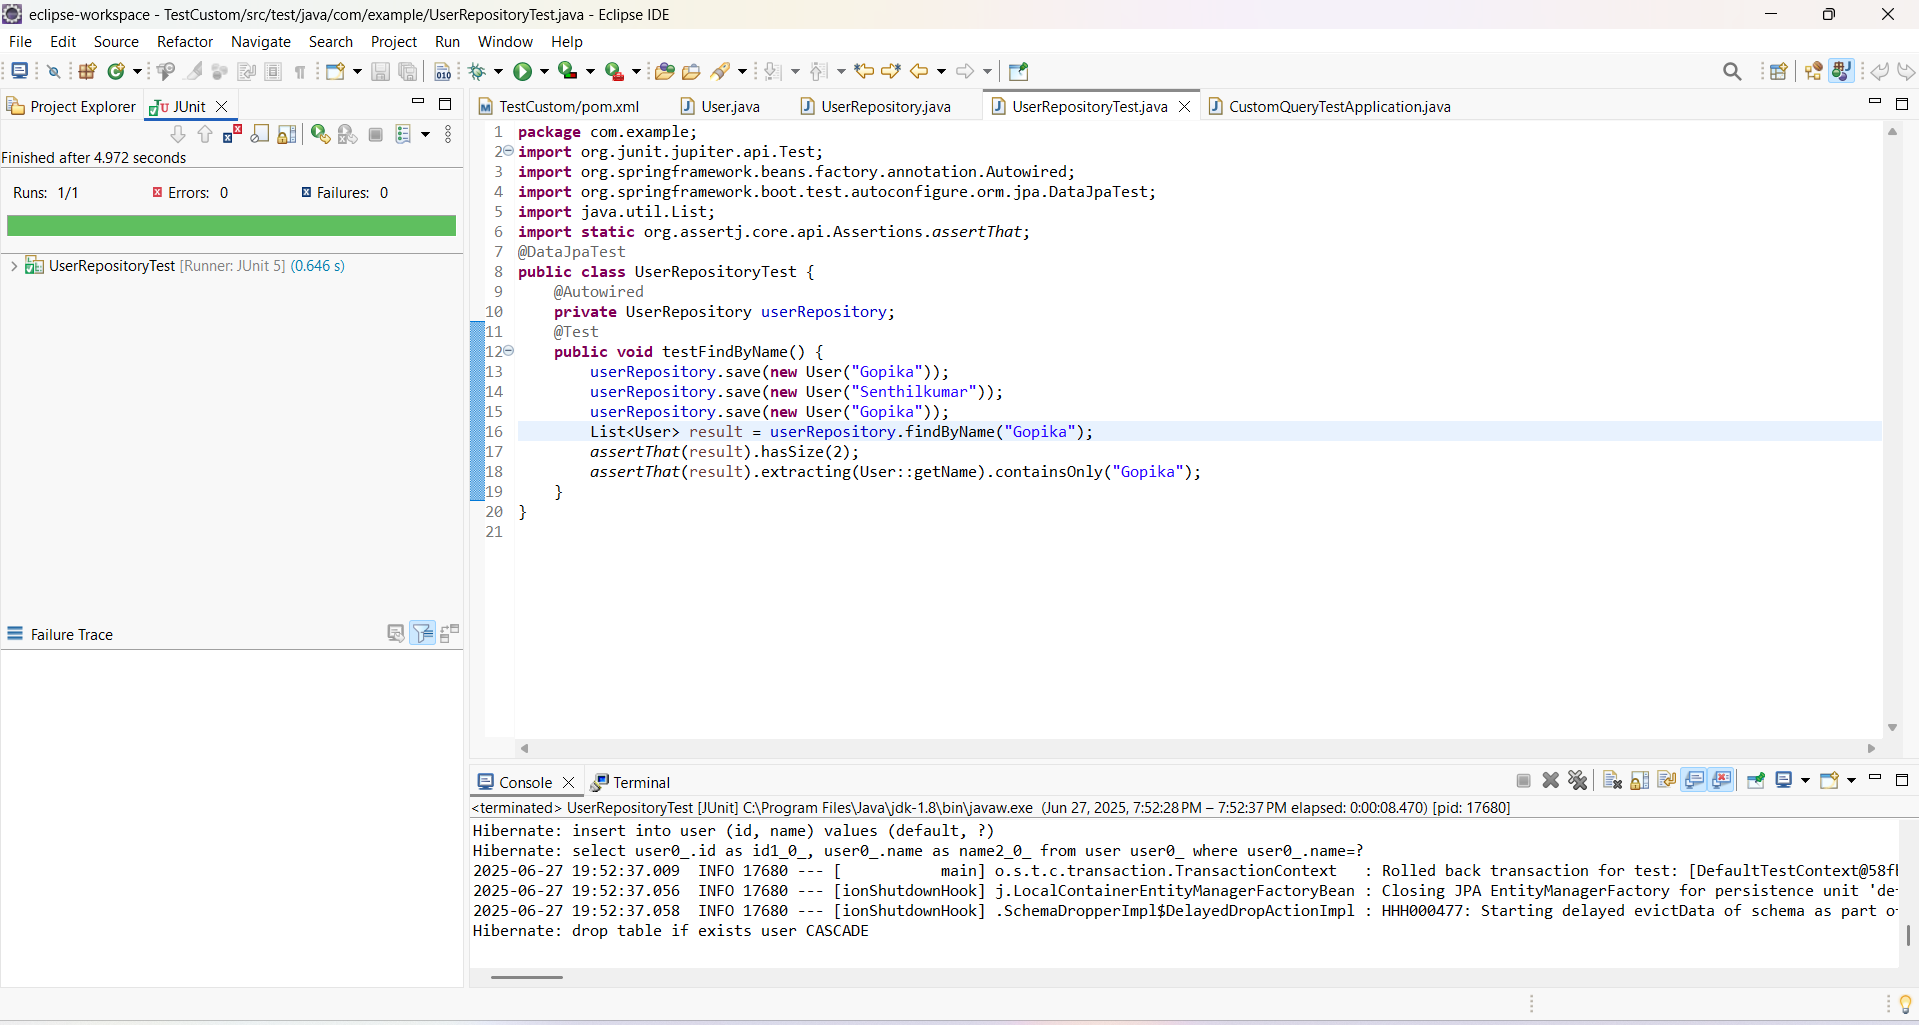 eclipse-workspace - TestCustom/src/test/java/com/example/UserRepositoryTest.java - Eclipse IDE
File Edit Source Refactor Navigate Search Project Run Window Help
Project Explorer JUnit
Finished after 4.972 seconds
Runs: 1/1 Errors: 0 Failures: 0
UserRepositoryTest [Runner: JUnit 5] (0.646 s)
Failure Trace
TestCustom/pom.xml User.java UserRepository.java UserRepositoryTest.java CustomQueryTestApplication.java
1 package com.example;
2 import org.junit.jupiter.api.Test;
3 import org.springframework.beans.factory.annotation.Autowired;
4 import org.springframework.boot.test.autoconfigure.orm.jpa.DataJpaTest;
5 import java.util.List;
6 import static org.assertj.core.api.Assertions.assertThat;
7 @DataJpaTest
8 public class UserRepositoryTest {
9     @Autowired
10     private UserRepository userRepository;
11     @Test
12     public void testFindByName() {
13         userRepository.save(new User("Gopika"));
14         userRepository.save(new User("Senthilkumar"));
15         userRepository.save(new User("Gopika"));
16         List<User> result = userRepository.findByName("Gopika");
17         assertThat(result).hasSize(2);
18         assertThat(result).extracting(User::getName).containsOnly("Gopika");
19     }
20 }
21
Console Terminal
<terminated> UserRepositoryTest [JUnit] C:\Program Files\Java\jdk-1.8\bin\javaw.exe (Jun 27, 2025, 7:52:28 PM – 7:52:37 PM elapsed: 0:00:08.470) [pid: 17680]
Hibernate: insert into user (id, name) values (default, ?)
Hibernate: select user0_.id as id1_0_, user0_.name as name2_0_ from user user0_ where user0_.name=?
2025-06-27 19:52:37.009  INFO 17680 --- [           main] o.s.t.c.transaction.TransactionContext   : Rolled back transaction for test: [DefaultTestContext@58f
2025-06-27 19:52:37.056  INFO 17680 --- [ionShutdownHook] j.LocalContainerEntityManagerFactoryBean : Closing JPA EntityManagerFactory for persistence unit 'de
2025-06-27 19:52:37.058  INFO 17680 --- [ionShutdownHook] .SchemaDropperImpl$DelayedDropActionImpl : HHH000477: Starting delayed evictData of schema as part o
Hibernate: drop table if exists user CASCADE